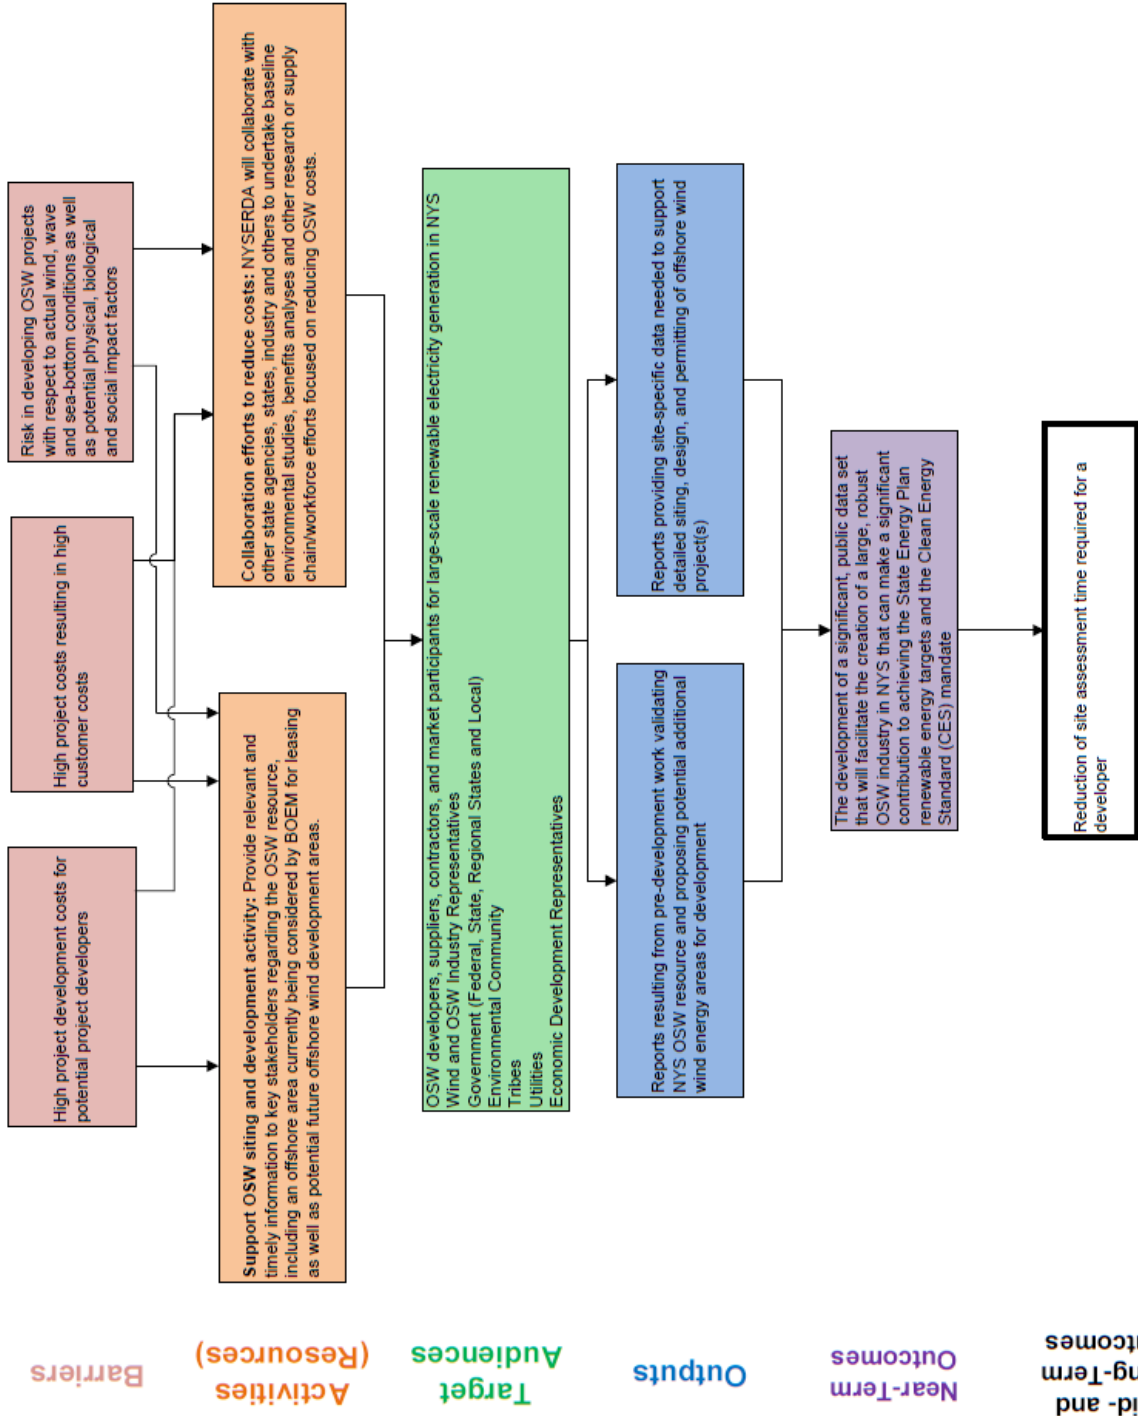 Barriers
High project development costs for
potential project developers
High project costs resulting in high
customer costs
Risk in developing OSW projects
with respect to actual wind, wave
and sea-bottom conditions as well
as potential physical, biological
and social impact factors
Activities
(Resources)
Support OSW siting and development activity: Provide relevant and
timely information to key stakeholders regarding the OSW resource,
including an offshore area currently being considered by BOEM for leasing
as well as potential future offshore wind development areas.
Collaboration efforts to reduce costs: NYSERDA will collaborate with
other state agencies, states, industry and others to undertake baseline
environmental studies, benefits analyses and other research or supply
chain/workforce efforts focused on reducing OSW costs.
Target
Audiences
OSW developers, suppliers, contractors, and market participants for large-scale renewable electricity generation in NYS
Wind and OSW Industry Representatives
Government (Federal, State, Regional States and Local)
Environmental Community
Tribes
Utilities
Economic Development Representatives
Outputs
Reports resulting from pre-development work validating
NYS OSW resource and proposing potential additional
wind energy areas for development
Reports providing site-specific data needed to support
detailed siting, design, and permitting of offshore wind
project(s)
Near-Term
Outcomes
The development of a significant, public data set
that will facilitate the creation of a large, robust
OSW industry in NYS that can make a significant
contribution to achieving the State Energy Plan
renewable energy targets and the Clean Energy
Standard (CES) mandate
id- and
ng-Term
utcomes
Reduction of site assessment time required for a
developer